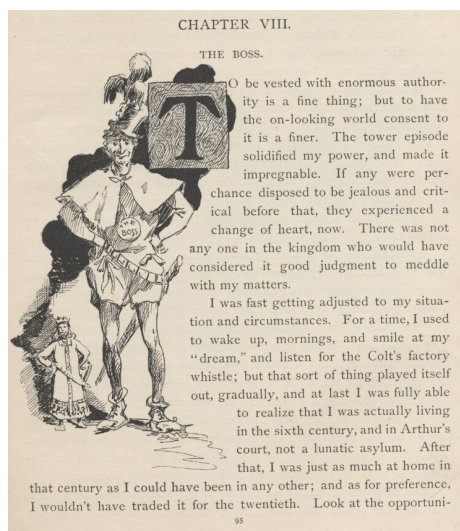 CHAPTER VIII.
THE BOSS.
TO be vested with enormous author-
ity is a fine thing; but to have
the on-looking world consent to
it is a finer. The tower episode
solidified my power, and made it
impregnable. If any were per-
chance disposed to be jealous and crit-
ical before that, they experienced a
change of heart, now. There was not
any one in the kingdom who would have
considered it good judgment to meddle
with my matters.
I was fast getting adjusted to my situa-
tion and circumstances. For a time, I used
to wake up, mornings, and smile at my
“dream,” and listen for the Colt’s factory
whistle; but that sort of thing played itself
out, gradually, and at last I was fully able
to realize that I was actually living
in the sixth century, and in Arthur’s
court, not a lunatic asylum. After
that, I was just as much at home in
that century as I could have been in any other; and as for preference,
I wouldn’t have traded it for the twentieth. Look at the opportuni-
95
BOSS